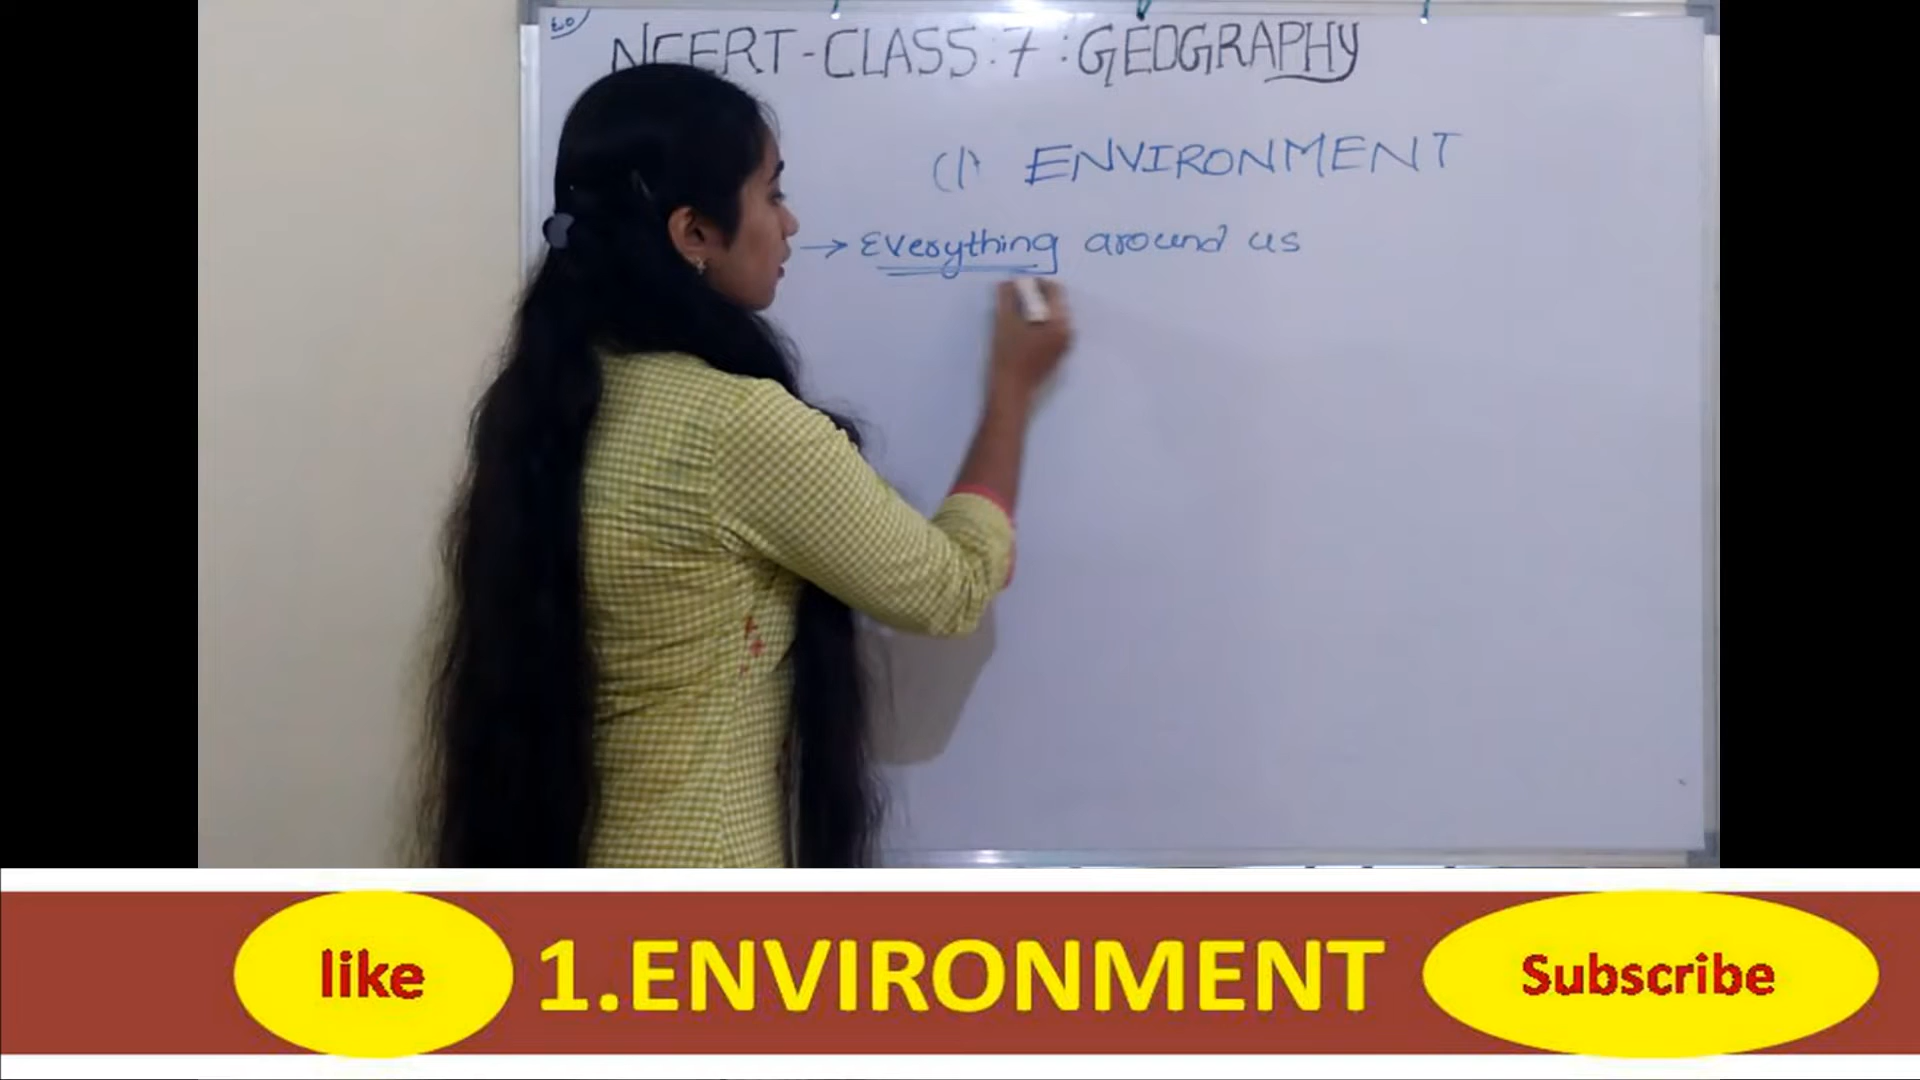 NCERT-CLASS:7:GEOGRAPHY
(1) ENVIRONMENT
→ Everything around us
like
1.ENVIRONMENT
Subscribe